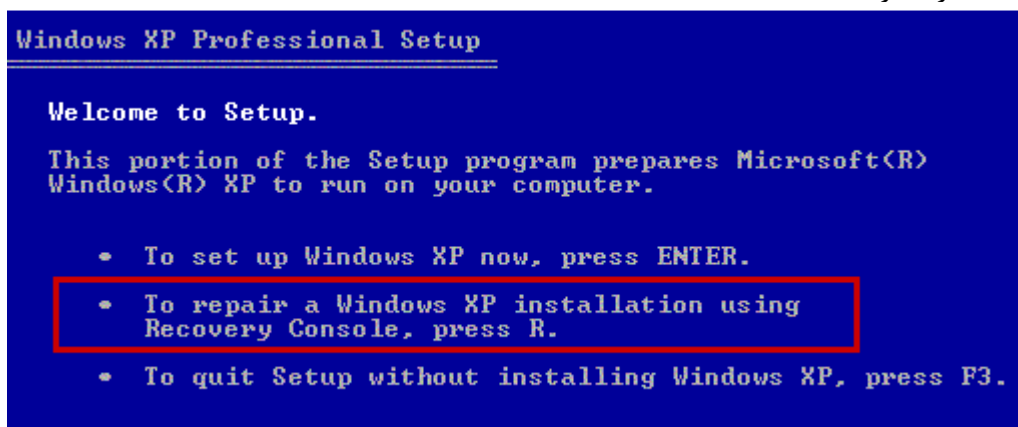 Windows XP Professional Setup
Welcome to Setup.
This portion of the Setup program prepares Microsoft(R)
Windows(R) XP to run on your computer.
• To set up Windows XP now, press ENTER.
• To repair a Windows XP installation using
Recovery Console, press R.
• To quit Setup without installing Windows XP, press F3.